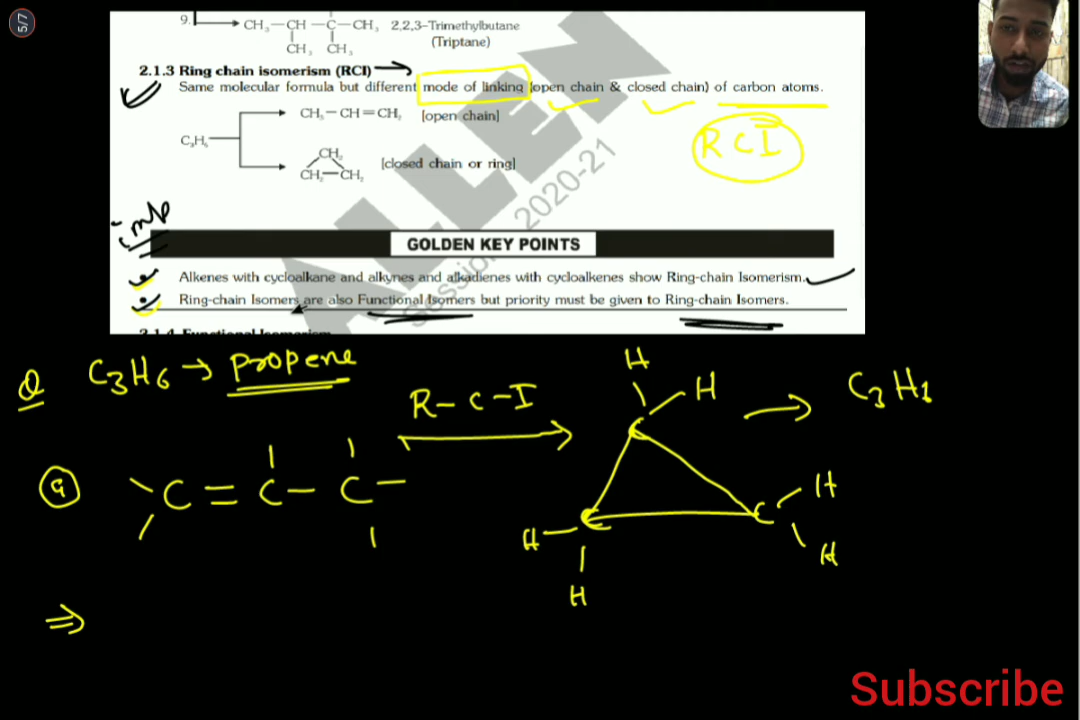 5/7
9. CH₃—CH—C—CH₃ 2,2,3-Trimethylbutane
CH₃ CH₃ (Triptane)
2.1.3 Ring chain isomerism (RCI)
Same molecular formula but different mode of linking (open chain & closed chain) of carbon atoms.
CH₃—CH=CH₂ [open chain]
RCI
C₃H₆
CH₂
[closed chain or ring]
CH₂—CH₂
ALLEN
Session 2020-21
imp
GOLDEN KEY POINTS
Alkenes with cycloalkane and alkynes and alkadienes with cycloalkenes show Ring-chain Isomerism.
Ring-chain Isomers are also Functional Isomers but priority must be given to Ring-chain Isomers.
Q C3H6 → propene
H
R-C-I
H
C
C = C - C -
H
C
C
H
H
H
Subscribe